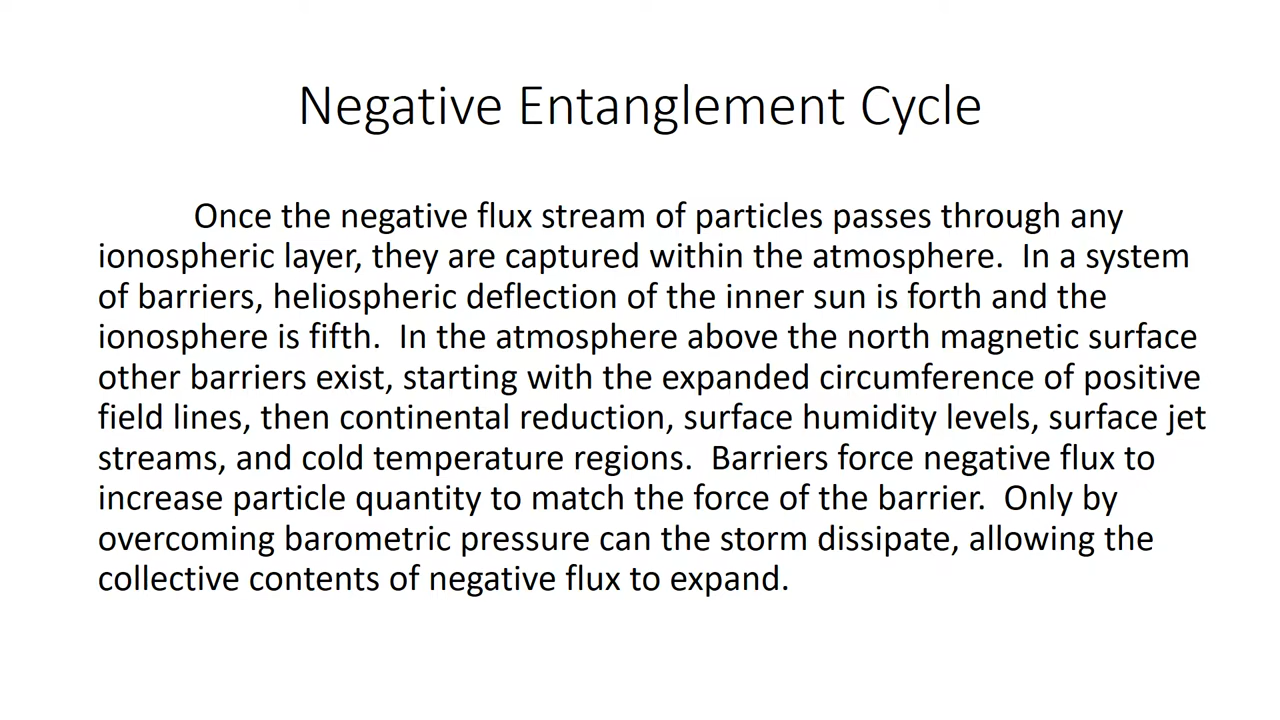 Negative Entanglement Cycle
Once the negative flux stream of particles passes through any
ionospheric layer, they are captured within the atmosphere.  In a system
of barriers, heliospheric deflection of the inner sun is forth and the
ionosphere is fifth.  In the atmosphere above the north magnetic surface
other barriers exist, starting with the expanded circumference of positive
field lines, then continental reduction, surface humidity levels, surface jet
streams, and cold temperature regions.  Barriers force negative flux to
increase particle quantity to match the force of the barrier.  Only by
overcoming barometric pressure can the storm dissipate, allowing the
collective contents of negative flux to expand.